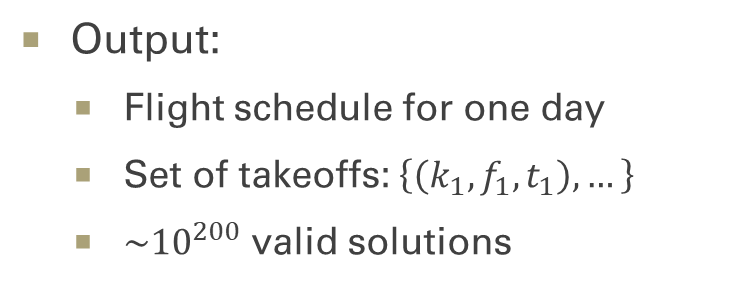 Output:
Flight schedule for one day
Set of takeoffs: {(k₁, f₁, t₁), … }
~10²⁰⁰ valid solutions